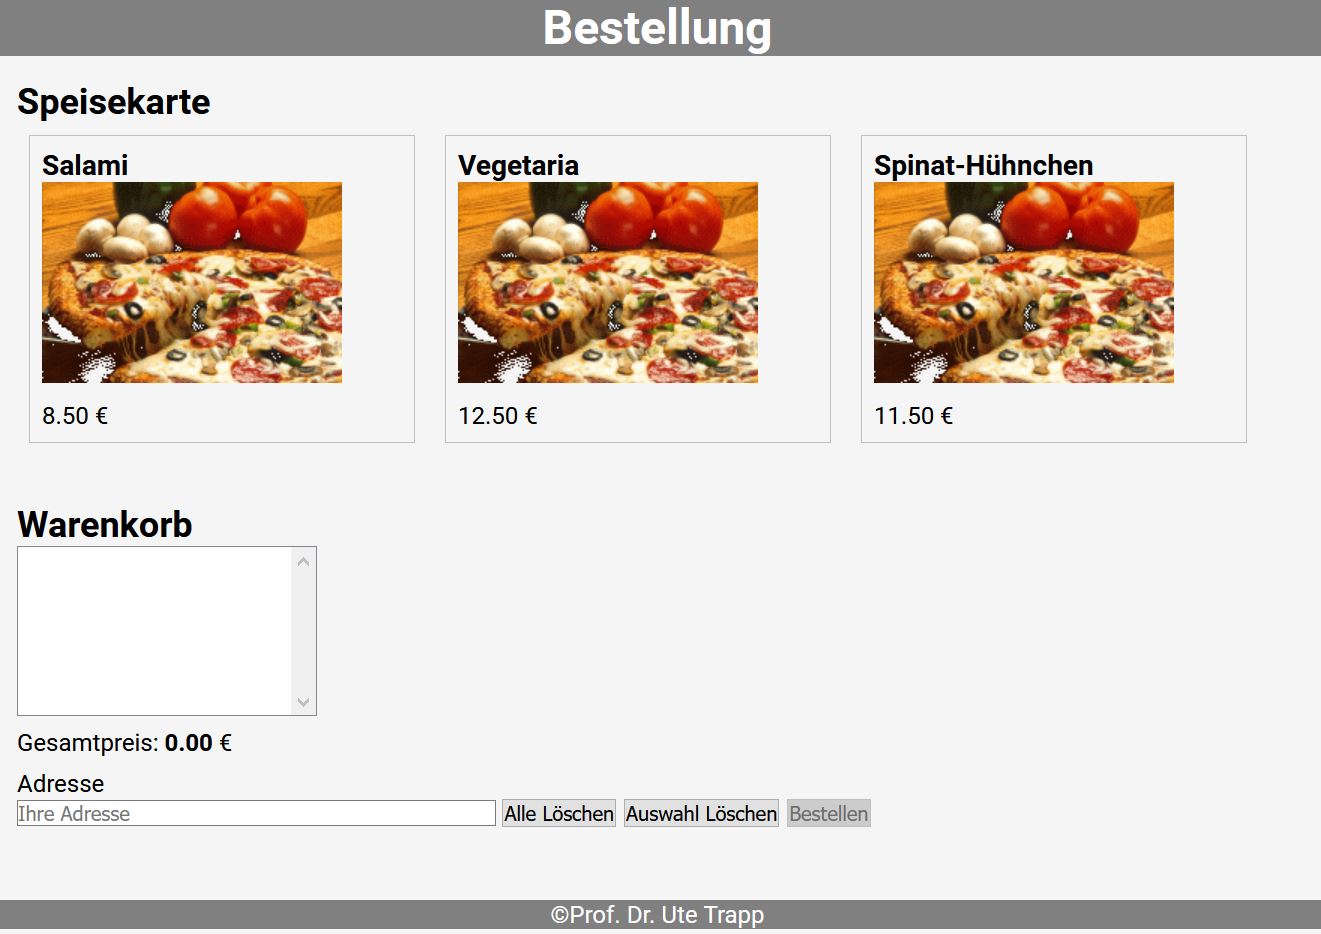 Bestellung
Speisekarte
Salami
Vegetaria
Spinat-Hühnchen
8.50 €
12.50 €
11.50 €
Warenkorb
Gesamtpreis: 0.00 €
Adresse
Ihre Adresse Alle Löschen Auswahl Löschen Bestellen
©Prof. Dr. Ute Trapp